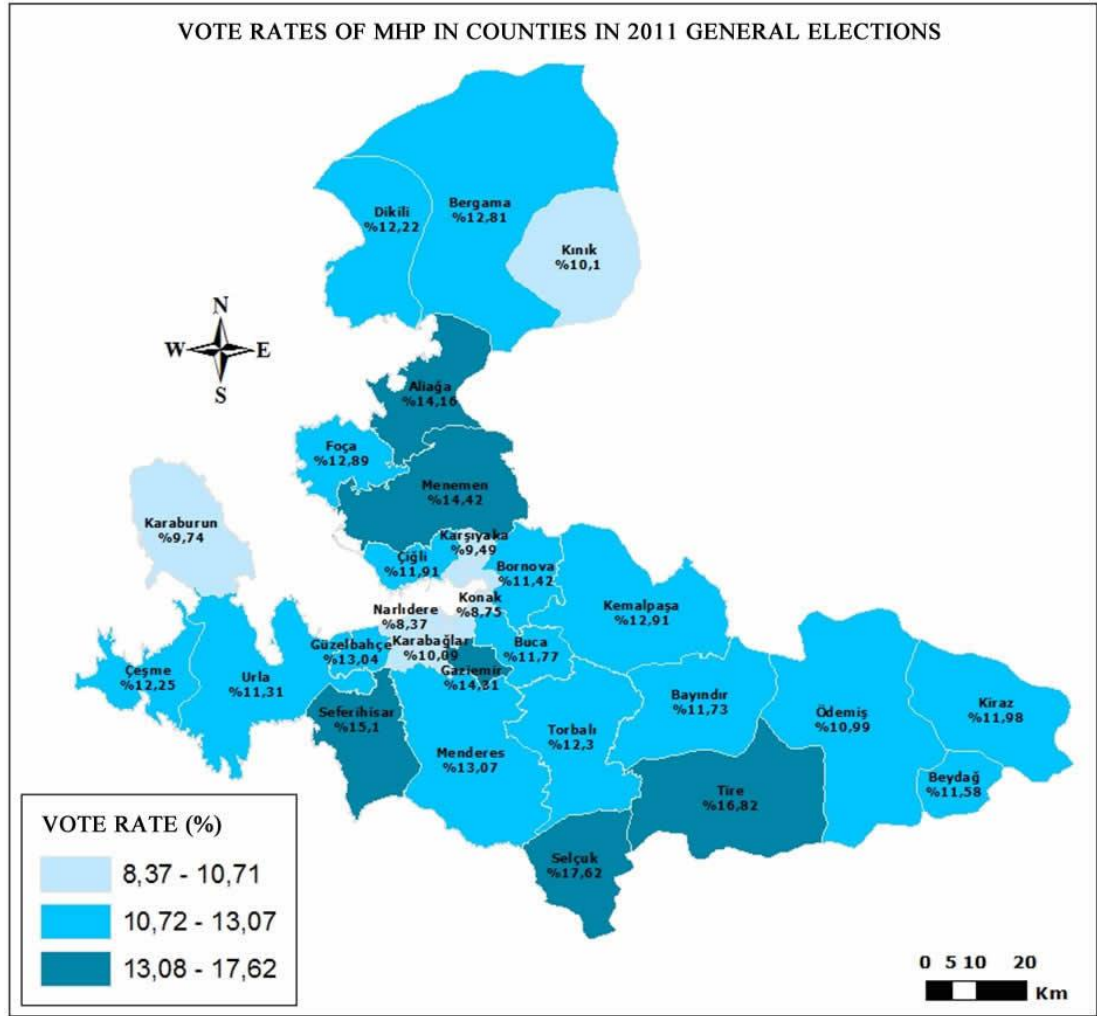 VOTE RATES OF MHP IN COUNTIES IN 2011 GENERAL ELECTIONS
Dikili
%12,22
Bergama
%12,81
Kınık
%10,1
N
W
E
S
Aliağa
%14,16
Foça
%12,89
Menemen
%14,42
Karaburun
%9,74
Karşıyaka
%9,49
Çiğli
%11,91
Bornova
%11,42
Konak
%8,75
Narlıdere
%8,37
Kemalpaşa
%12,91
Güzelbahçe
%13,04
Karabağlar
%10,09
Buca
%11,77
Gaziemir
%14,31
Çeşme
%12,25
Urla
%11,31
Seferihisar
%15,1
Menderes
%13,07
Torbalı
%12,3
Bayındır
%11,73
Ödemiş
%10,99
Kiraz
%11,98
Beydağ
%11,58
Tire
%16,82
Selçuk
%17,62
VOTE RATE (%)
8,37 - 10,71
10,72 - 13,07
13,08 - 17,62
0 5 10 20
Km